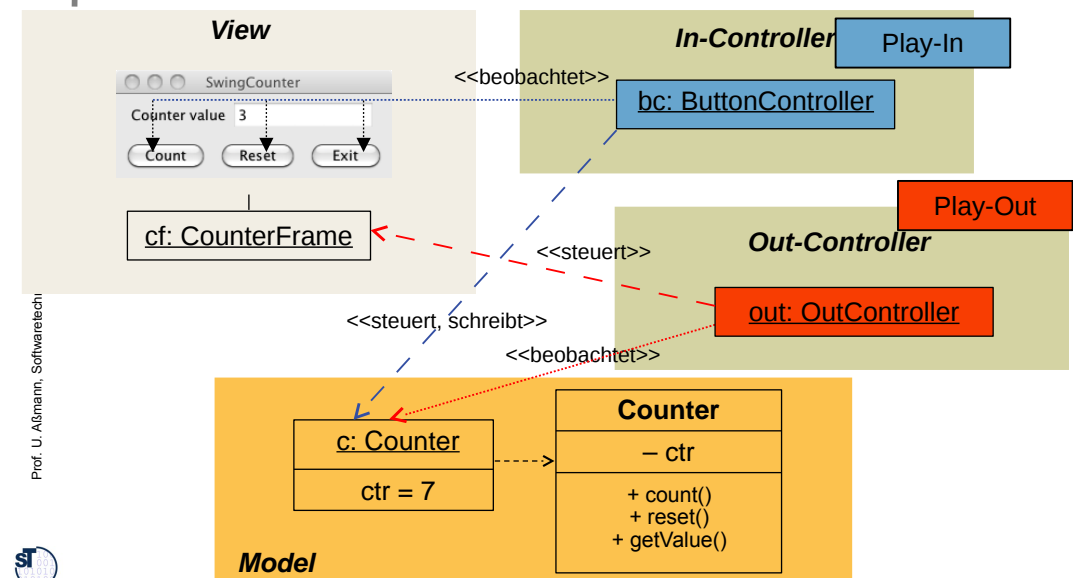 View
SwingCounter
Counter value 3
Count Reset Exit
cf: CounterFrame
<<beobachtet>>
In-Controller
Play-In
bc: ButtonController
Play-Out
Out-Controller
out: OutController
<<steuert>>
<<steuert, schreibt>>
<<beobachtet>>
Prof. U. Aßmann, Softwaretechn
c: Counter
ctr = 7
Counter
– ctr
+ count()
+ reset()
+ getValue()
Model
ST